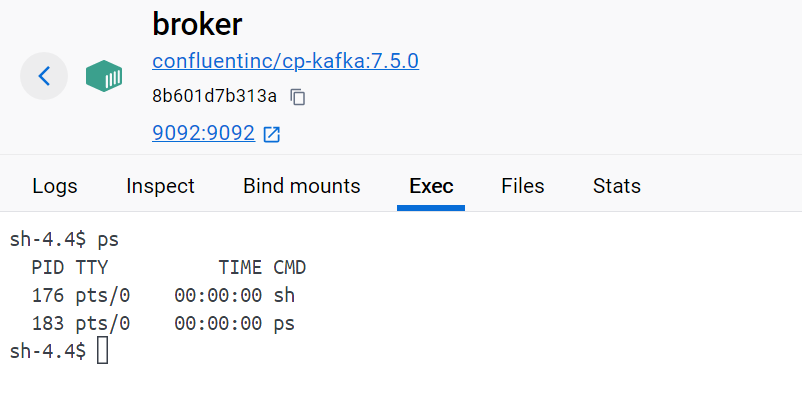 broker
confluentinc/cp-kafka:7.5.0
8b601d7b313a
9092:9092
Logs Inspect Bind mounts Exec Files Stats
sh-4.4$ ps
PID TTY TIME CMD
176 pts/0 00:00:00 sh
183 pts/0 00:00:00 ps
sh-4.4$